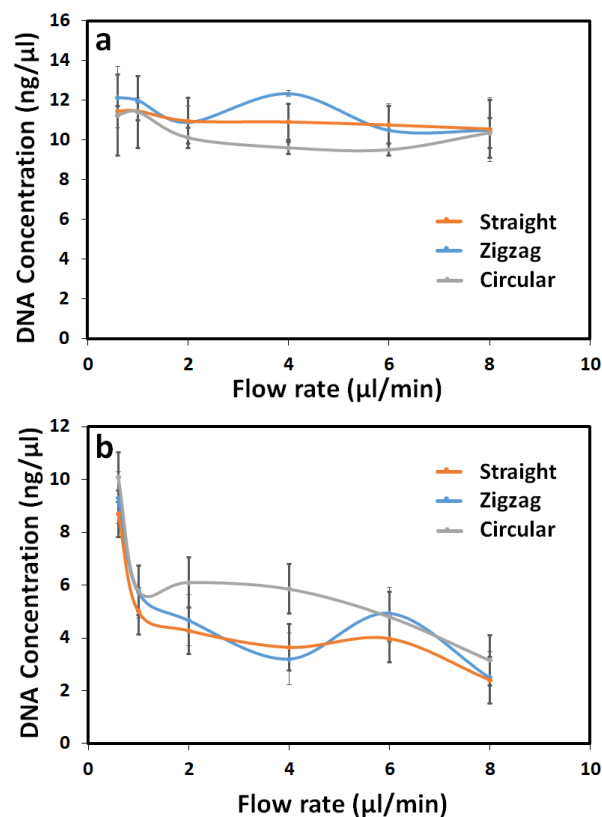 a
DNA Concentration (ng/µl)
16
14
12
10
8
6
4
2
0
Straight
Zigzag
Circular
0 2 4 6 8 10
Flow rate (µl/min)
b
DNA Concentration (ng/µl)
12
10
8
6
4
2
0
Straight
Zigzag
Circular
0 2 4 6 8 10
Flow rate (µl/min)